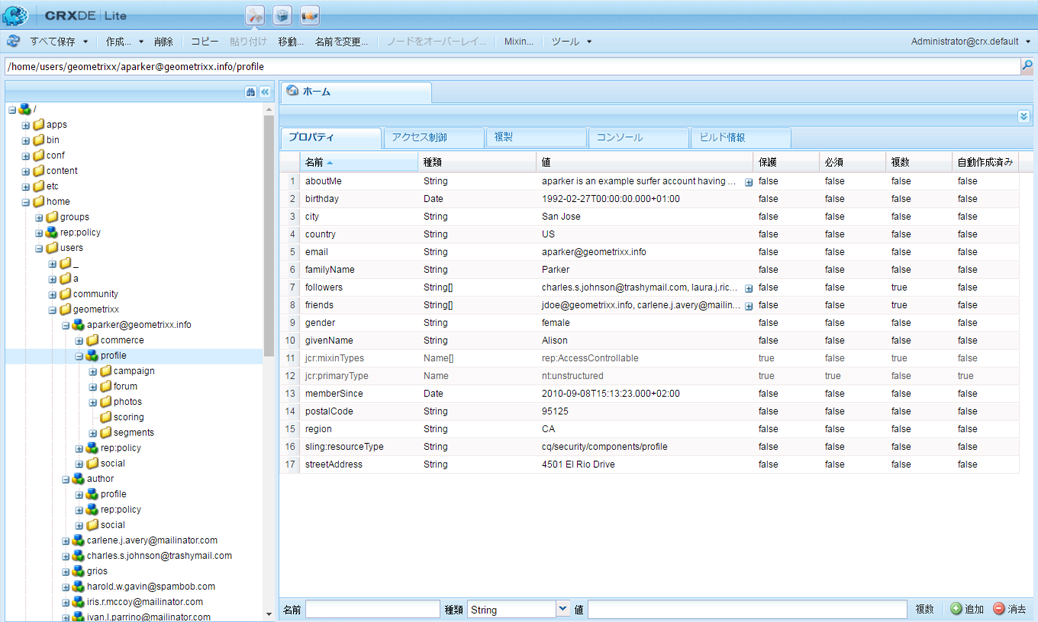 CRXDE | Lite
すべて保存 作成... 削除 コピー 貼り付け 移動... 名前を変更... ノードをオーバーレイ... Mixin... ツール Administrator@crx.default
/home/users/geometrixx/aparker@geometrixx.info/profile
/
apps
bin
conf
content
etc
home
groups
rep:policy
users
_
a
community
geometrixx
aparker@geometrixx.info
commerce
profile
campaign
forum
photos
scoring
segments
rep:policy
social
author
profile
rep:policy
social
carlene.j.avery@mailinator.com
charles.s.johnson@trashymail.com
grios
harold.w.gavin@spambob.com
iris.r.mccoy@mailinator.com
ivan.l.parrino@mailinator.com
ホーム
プロパティ アクセス制御 複製 コンソール ビルド情報
名前 種類 値 保護 必須 複数 自動作成済み
1 aboutMe String aparker is an example surfer account having ... false false false false
2 birthday Date 1992-02-27T00:00:00.000+01:00 false false false false
3 city String San Jose false false false false
4 country String US false false false false
5 email String aparker@geometrixx.info false false false false
6 familyName String Parker false false false false
7 followers String[] charles.s.johnson@trashymail.com, laura.j.ric... false false true false
8 friends String[] jdoe@geometrixx.info, carlene.j.avery@mailin... false false true false
9 gender String female false false false false
10 givenName String Alison false false false false
11 jcr:mixinTypes Name[] rep:AccessControllable true false true false
12 jcr:primaryType Name nt:unstructured true true false true
13 memberSince Date 2010-09-08T15:13:23.000+02:00 false false false false
14 postalCode String 95125 false false false false
15 region String CA false false false false
16 sling:resourceType String cq/security/components/profile false false false false
17 streetAddress String 4501 El Rio Drive false false false false
名前 種類 String 値 複数 追加 消去